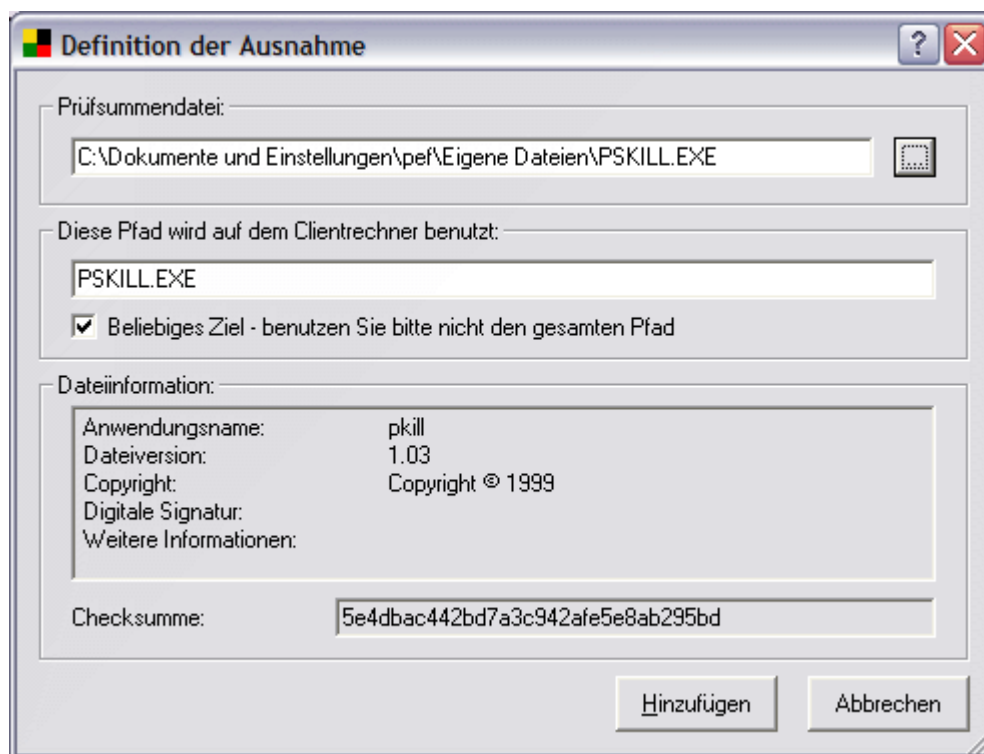 Definition der Ausnahme
Prüfsummendatei:
C:\Dokumente und Einstellungen\pef\Eigene Dateien\PSKILL.EXE
...
Diese Pfad wird auf dem Clientrechner benutzt:
PSKILL.EXE
Beliebiges Ziel - benutzen Sie bitte nicht den gesamten Pfad
Dateiinformation:
Anwendungsname: pkill
Dateiversion: 1.03
Copyright: Copyright © 1999
Digitale Signatur:
Weitere Informationen:
Checksumme: 5e4dbac442bd7a3c942afe5e8ab295bd
Hinzufügen Abbrechen